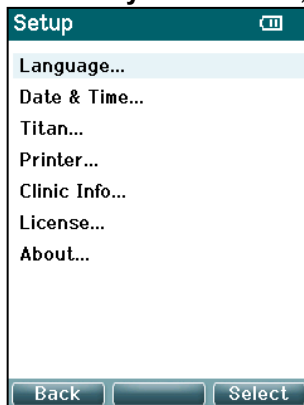 Setup
Language...
Date & Time...
Titan...
Printer...
Clinic Info...
License...
About...
Back Select